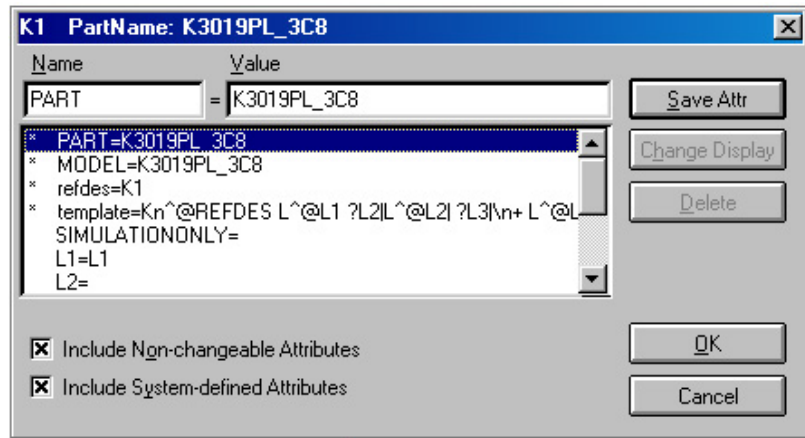 K1 PartName: K3019PL_3C8
Name Value
PART = K3019PL_3C8 Save Attr
* PART=K3019PL_3C8
* MODEL=K3019PL_3C8
* refdes=K1
* template=Kn^@REFDES L^@L1 ?L2|L^@L2| ?L3|\n+ L^@L
SIMULATIONONLY=
L1=L1
L2=
Change Display
Delete
Include Non-changeable Attributes
Include System-defined Attributes
OK
Cancel